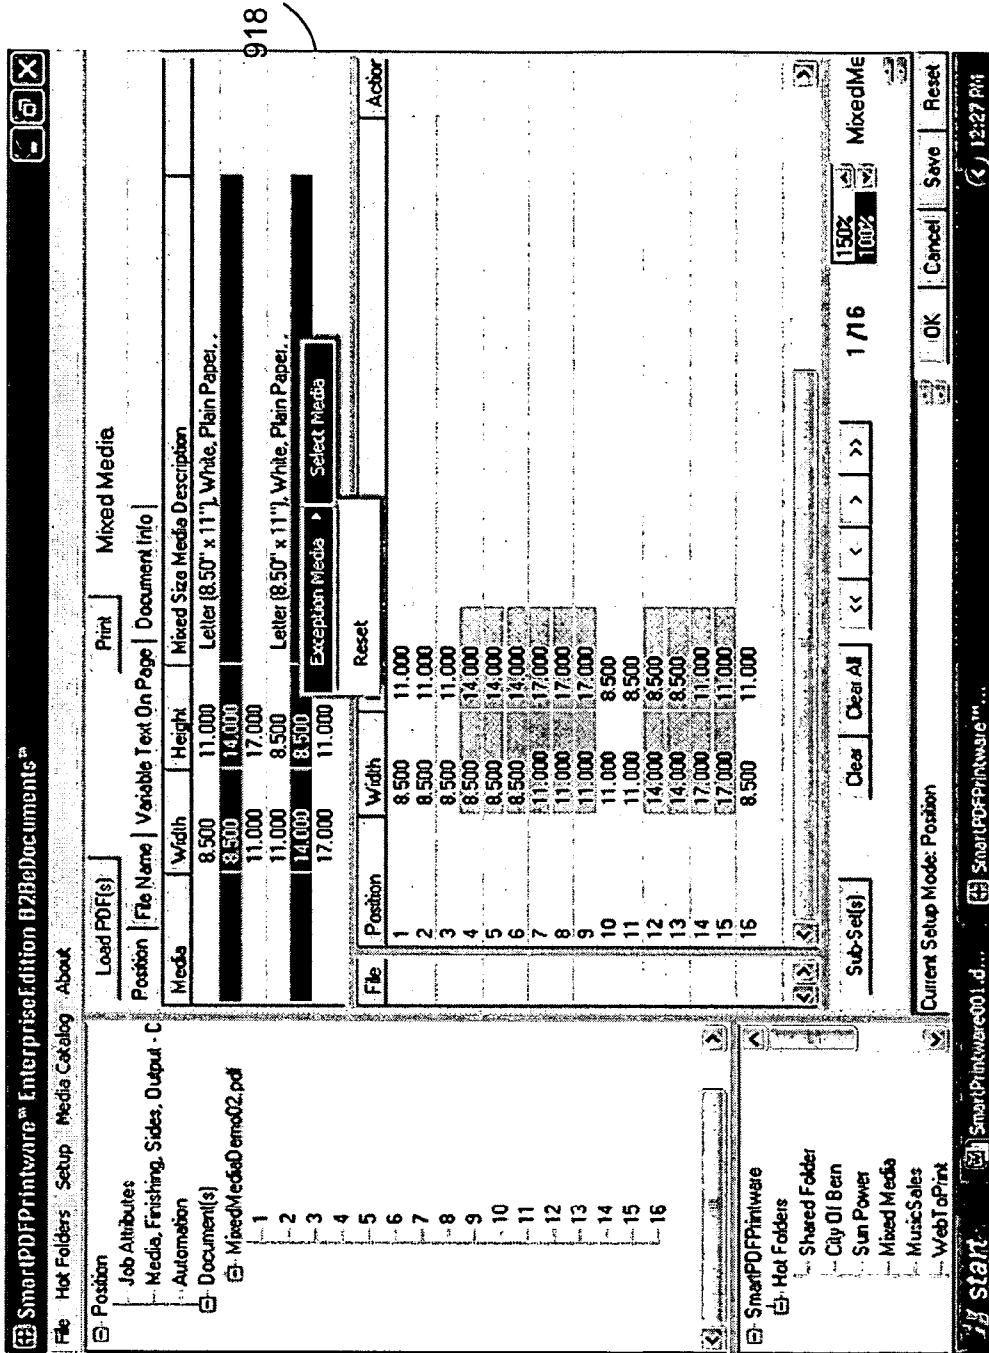 918
SmartPDFPrintware℠ EnterpriseEdition D2BeDocuments℠
File Hot Folders Setup Media Catalog About
Position
Job Attributes
Media, Finishing, Sides, Output - C
Automation
Document(s)
MixedMediaDemo02.pdf
1
2
3
4
5
6
7
8
9
10
11
12
13
14
15
16
SmartPDFPrintware
Hot Folders
Shared Folder
City Of Bern
Sun Power
Mixed Media
MusicSales
WebToPrint
Load PDF(s) Print Mixed Media
Position File Name Variable Text On Page Document Info
Media Width Height Mixed Size Media Description
8.500 11.000 Letter (8.50" x 11"), White, Plain Paper, .
8.500 14.000
11.000 17.000
11.000 8.500 Letter (8.50" x 11"), White, Plain Paper, .
14.000 8.500
17.000 11.000
Exception Media Select Media
Reset
File Position Width Action
1 8.500 11.000
2 8.500 11.000
3 8.500 11.000
4 8.500 14.000
5 8.500 14.000
6 8.500 14.000
7 11.000 17.000
8 11.000 17.000
9 11.000 17.000
10 11.000 8.500
11 11.000 8.500
12 14.000 8.500
13 14.000 8.500
14 17.000 11.000
15 17.000 11.000
16 8.500 11.000
Sub-Set(s) Clear Clear All << < > >> 1 /16 150% 100% MixedMe
Current Setup Mode: Position OK Cancel Save Reset
start SmartPrintware001.d... SmartPDFPrintware™... 12:27 PM